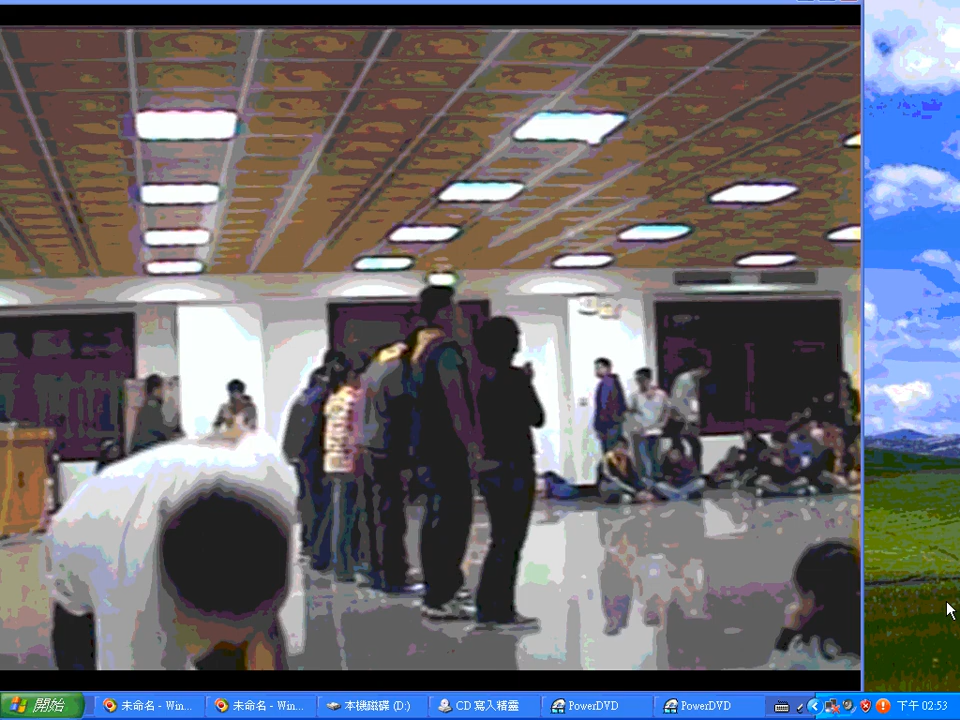 開始
未命名 - Win...
未命名 - Win...
本機磁碟 (D:)
CD 寫入精靈
PowerDVD
PowerDVD
下午 02:53